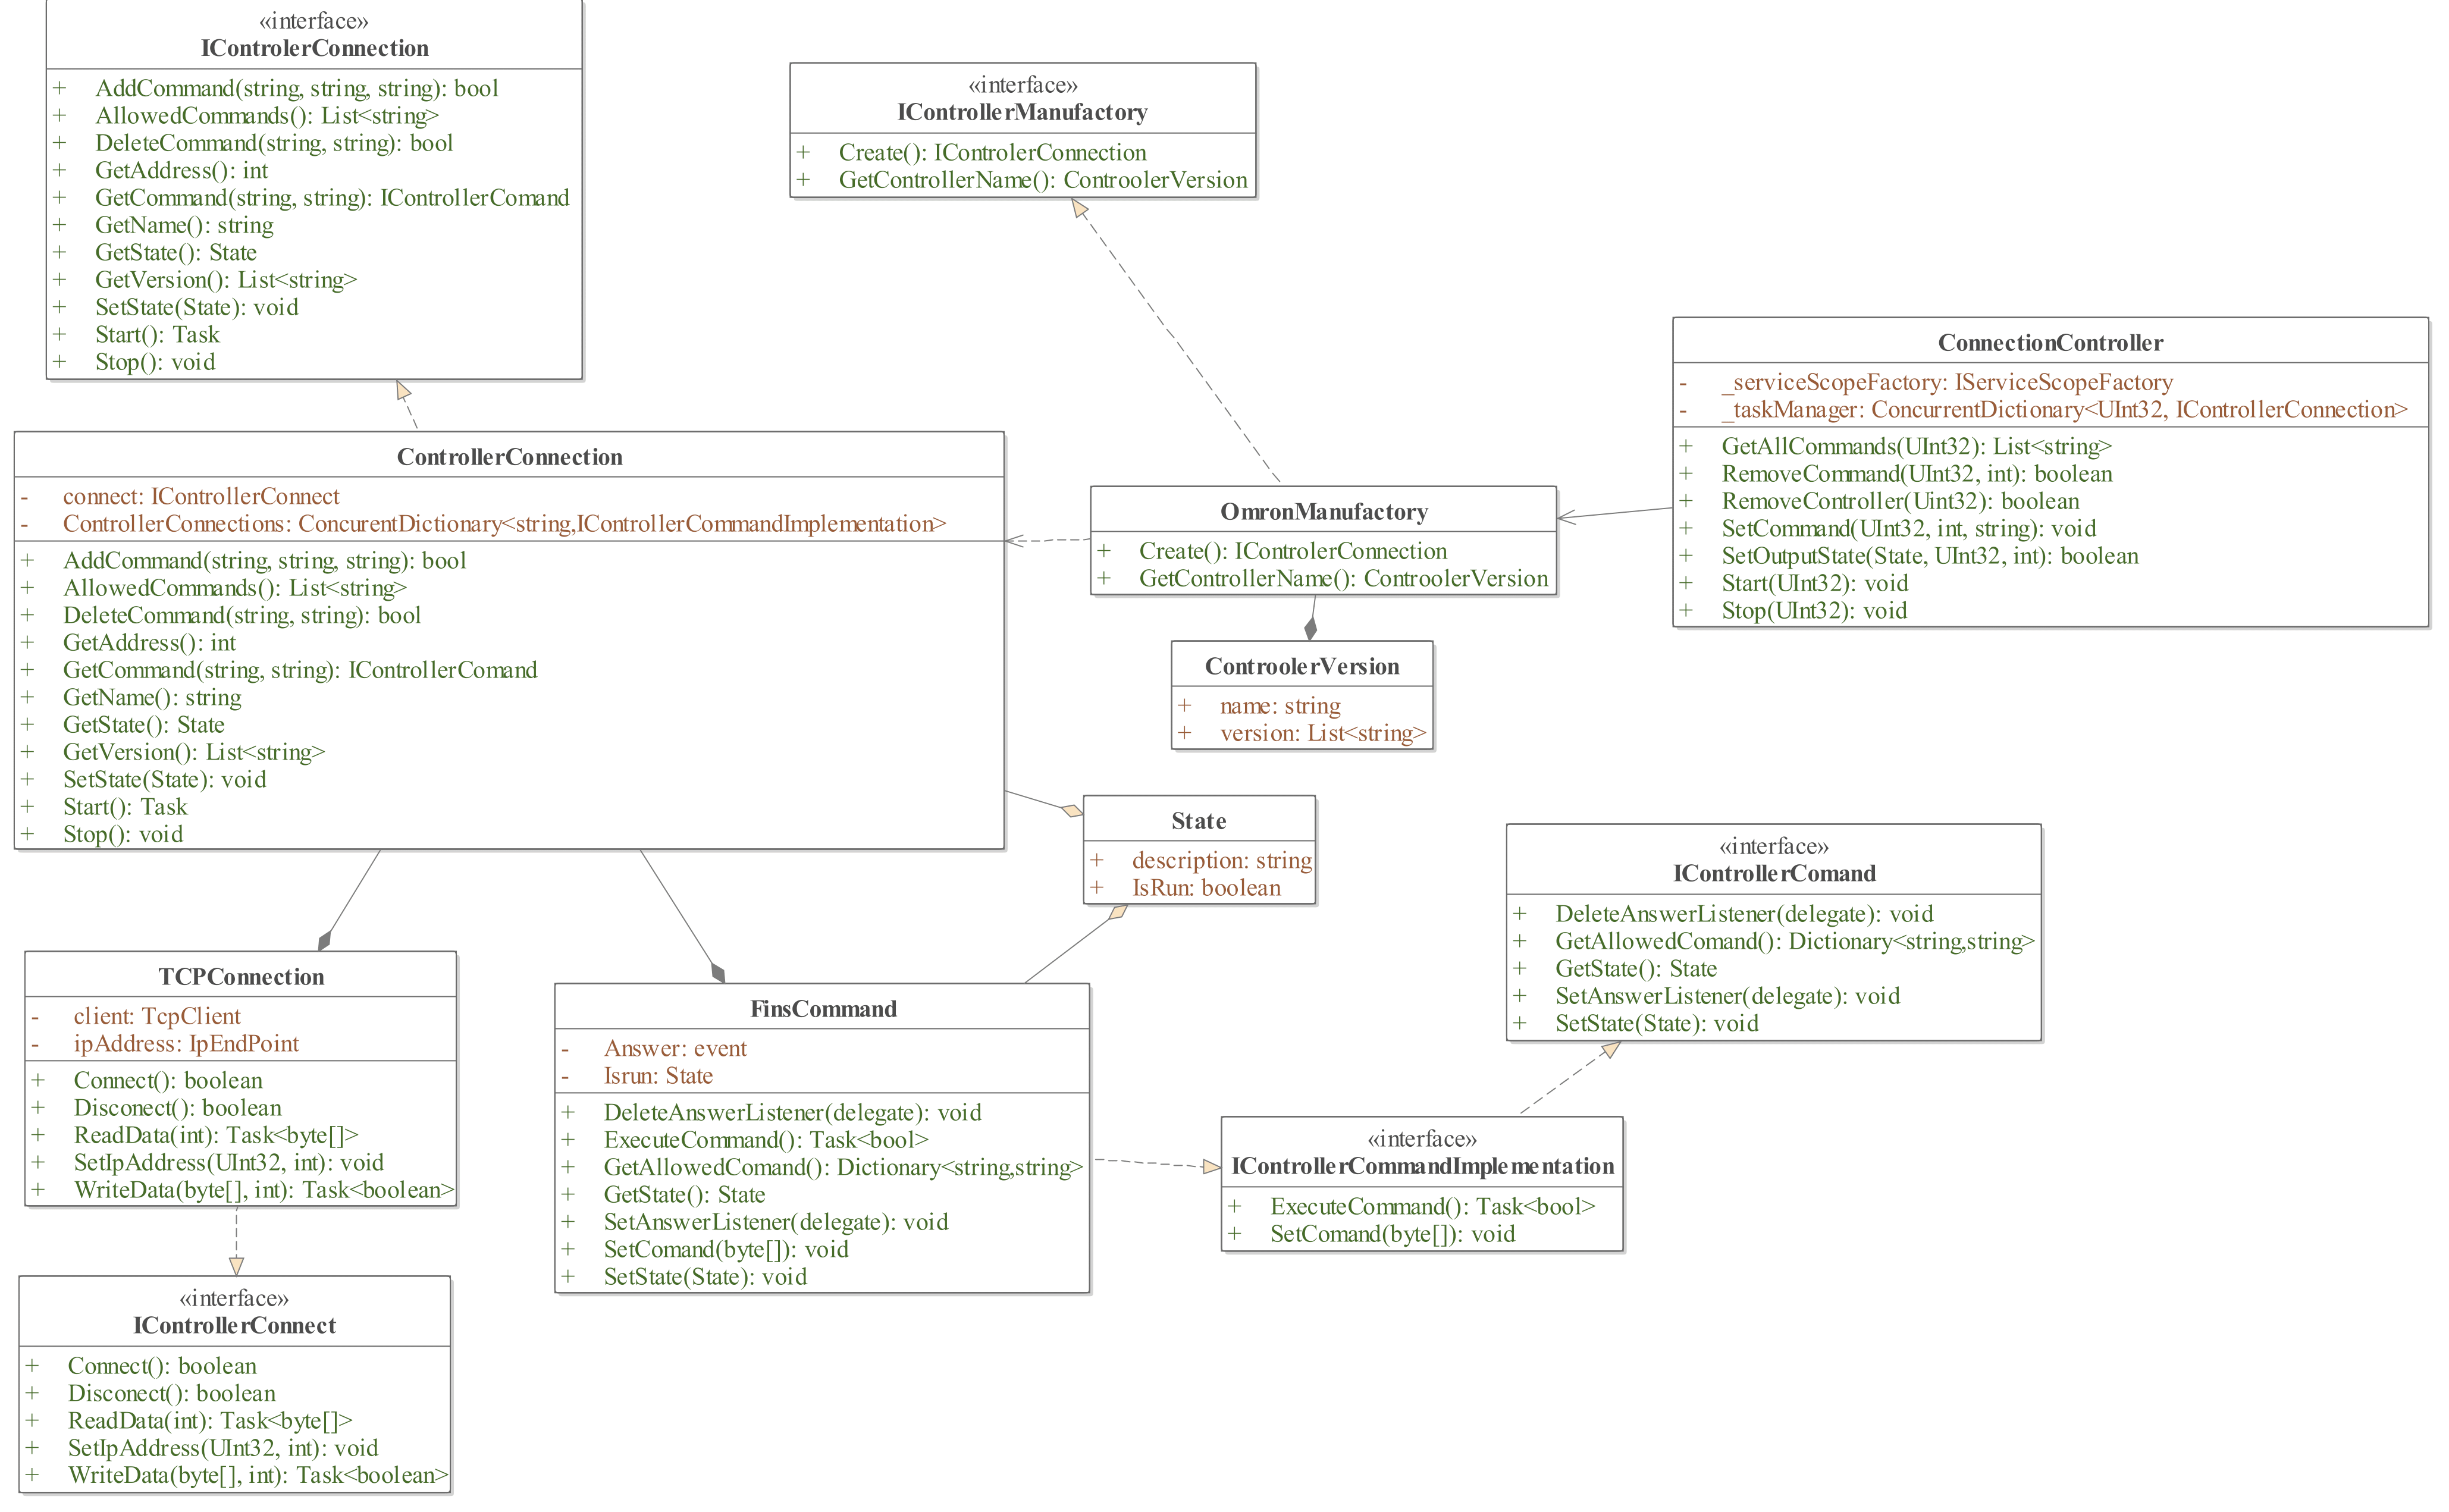 «interface»
IControlerConnection
+ AddCommand(string, string, string): bool
+ AllowedCommands(): List<string>
+ DeleteCommand(string, string): bool
+ GetAddress(): int
+ GetCommand(string, string): IControllerComand
+ GetName(): string
+ GetState(): State
+ GetVersion(): List<string>
+ SetState(State): void
+ Start(): Task
+ Stop(): void
«interface»
IControllerManufactory
+ Create(): IControlerConnection
+ GetControllerName(): ControolerVersion
ConnectionController
- _serviceScopeFactory: IServiceScopeFactory
- _taskManager: ConcurrentDictionary<UInt32, IControllerConnection>
+ GetAllCommands(UInt32): List<string>
+ RemoveCommand(UInt32, int): boolean
+ RemoveController(Uint32): boolean
+ SetCommand(UInt32, int, string): void
+ SetOutputState(State, UInt32, int): boolean
+ Start(UInt32): void
+ Stop(UInt32): void
ControllerConnection
- connect: IControllerConnect
- ControllerConnections: ConcurentDictionary<string,IControllerCommandImplementation>
+ AddCommand(string, string, string): bool
+ AllowedCommands(): List<string>
+ DeleteCommand(string, string): bool
+ GetAddress(): int
+ GetCommand(string, string): IControllerComand
+ GetName(): string
+ GetState(): State
+ GetVersion(): List<string>
+ SetState(State): void
+ Start(): Task
+ Stop(): void
OmronManufactory
+ Create(): IControlerConnection
+ GetControllerName(): ControolerVersion
ControolerVersion
+ name: string
+ version: List<string>
State
+ description: string
+ IsRun: boolean
«interface»
IControllerComand
+ DeleteAnswerListener(delegate): void
+ GetAllowedComand(): Dictionary<string,string>
+ GetState(): State
+ SetAnswerListener(delegate): void
+ SetState(State): void
TCPConnection
- client: TcpClient
- ipAddress: IpEndPoint
+ Connect(): boolean
+ Disconect(): boolean
+ ReadData(int): Task<byte[]>
+ SetIpAddress(UInt32, int): void
+ WriteData(byte[], int): Task<boolean>
FinsCommand
- Answer: event
- Isrun: State
+ DeleteAnswerListener(delegate): void
+ ExecuteCommand(): Task<bool>
+ GetAllowedComand(): Dictionary<string,string>
+ GetState(): State
+ SetAnswerListener(delegate): void
+ SetComand(byte[]): void
+ SetState(State): void
«interface»
IControllerCommandImplementation
+ ExecuteCommand(): Task<bool>
+ SetComand(byte[]): void
«interface»
IControllerConnect
+ Connect(): boolean
+ Disconect(): boolean
+ ReadData(int): Task<byte[]>
+ SetIpAddress(UInt32, int): void
+ WriteData(byte[], int): Task<boolean>